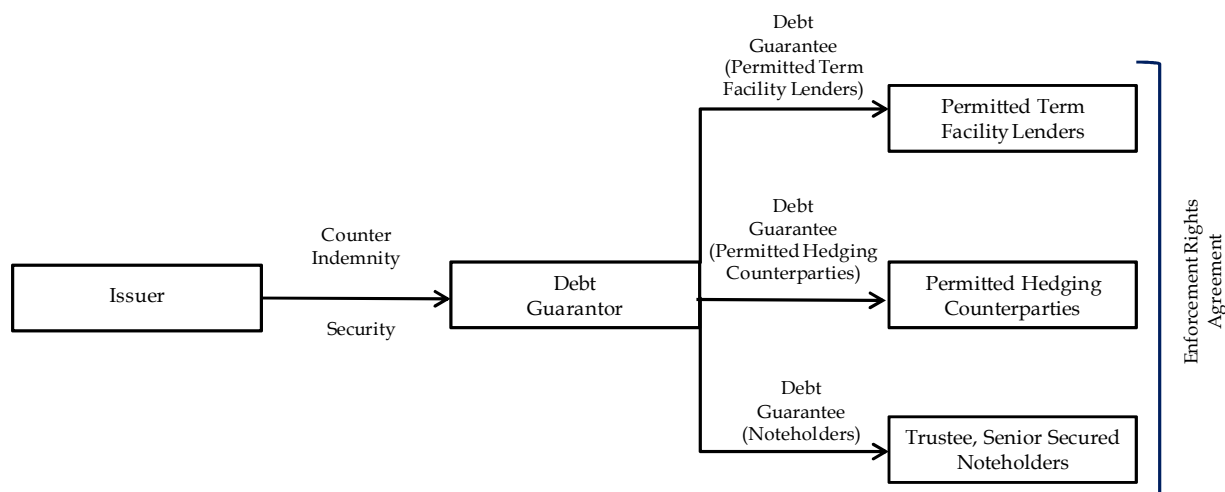 Debt
Guarantee
(Permitted Term
Facility Lenders)
Permitted Term
Facility Lenders
Counter
Indemnity
Issuer
Security
Debt
Guarantor
Debt
Guarantee
(Permitted Hedging
Counterparties)
Permitted Hedging
Counterparties
Debt
Guarantee
(Noteholders)
Trustee, Senior Secured
Noteholders
Enforcement Rights
Agreement